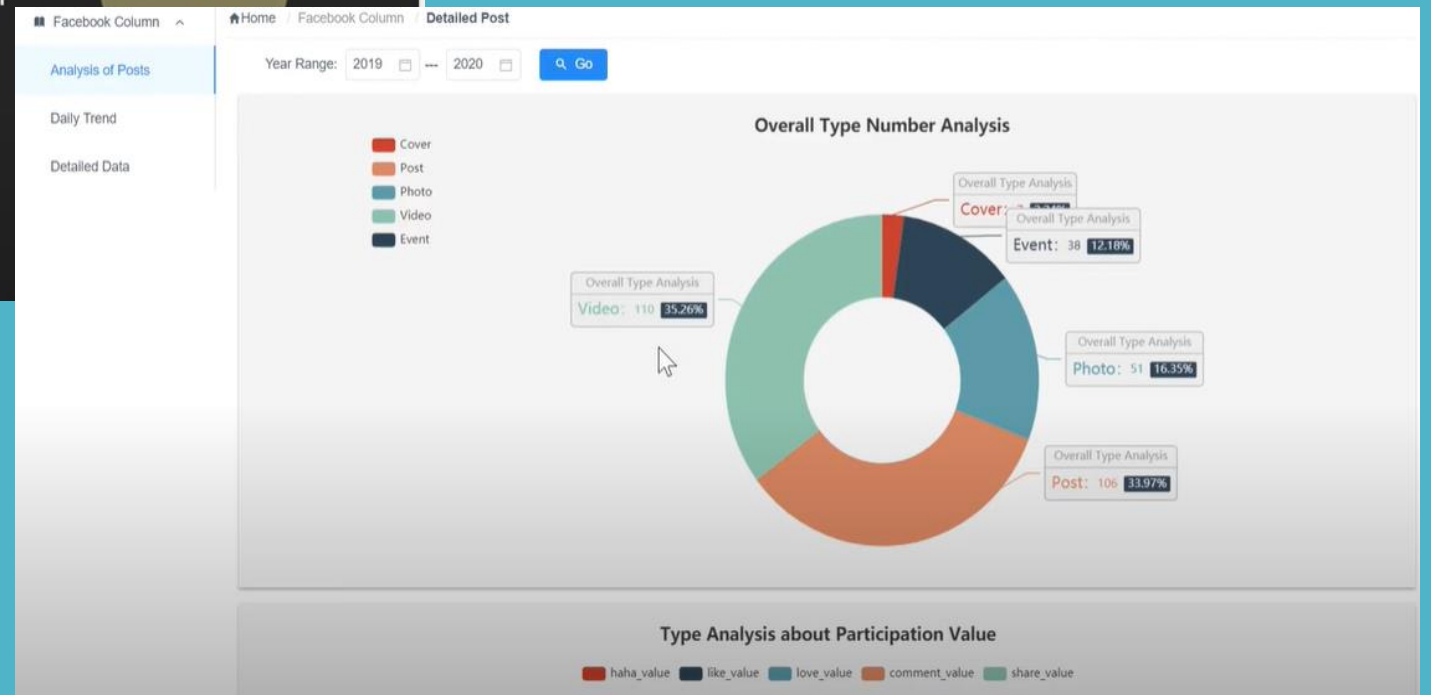 Facebook Column
Home / Facebook Column / Detailed Post
Analysis of Posts
Daily Trend
Detailed Data
Year Range: 2019 — 2020 Go
Overall Type Number Analysis
Cover
Post
Photo
Video
Event
Overall Type Analysis
Cover:
Overall Type Analysis
Event: 38 12.18%
Overall Type Analysis
Video: 110 35.26%
Overall Type Analysis
Photo: 51 16.35%
Overall Type Analysis
Post: 106 33.97%
Type Analysis about Participation Value
haha_value like_value love_value comment_value share_value